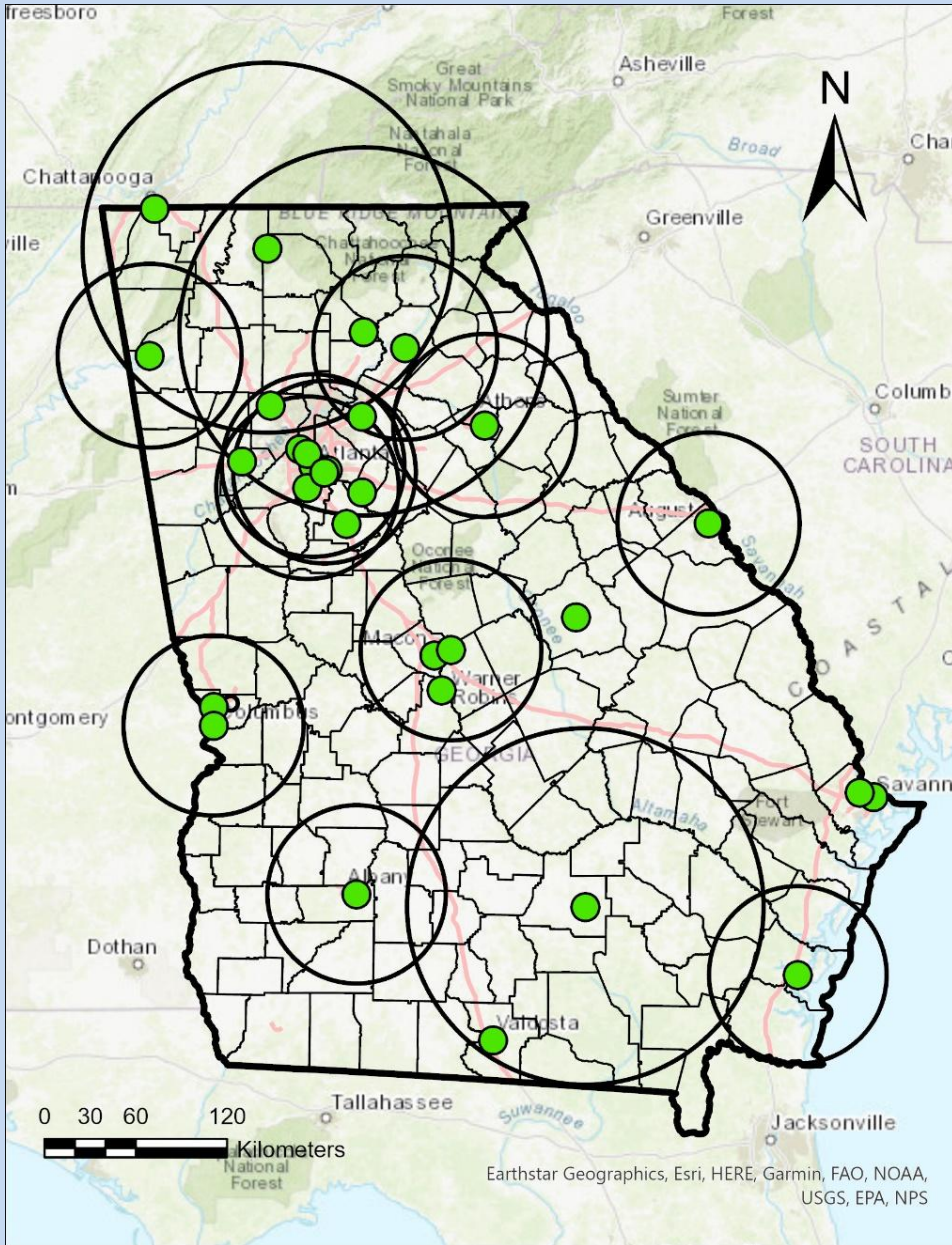 freesboro
Forest
Asheville
Great
Smoky Mountains
National Park
N
Nantahala
National
Forest
Broad
Cha
Chattanooga
BLUE RIDGE MOUNTAINS
Greenville
ville
Chattahoochee
National
Forest
Tugaloo
Athens
Sumter
National
Forest
Columb
SOUTH
CAROLINA
Atlanta
m
Augusta
Savannah
Oconee
National
Forest
COASTAL
Macon
Warner
Robins
ontgomery
Columbus
GEORGIA
Savann
Altamaha
Fort
Stewart
Albany
Dothan
Valdosta
0 30 60 120
Kilometers
Tallahassee
Suwannee
Jacksonville
National
Forest
Earthstar Geographics, Esri, HERE, Garmin, FAO, NOAA,
USGS, EPA, NPS